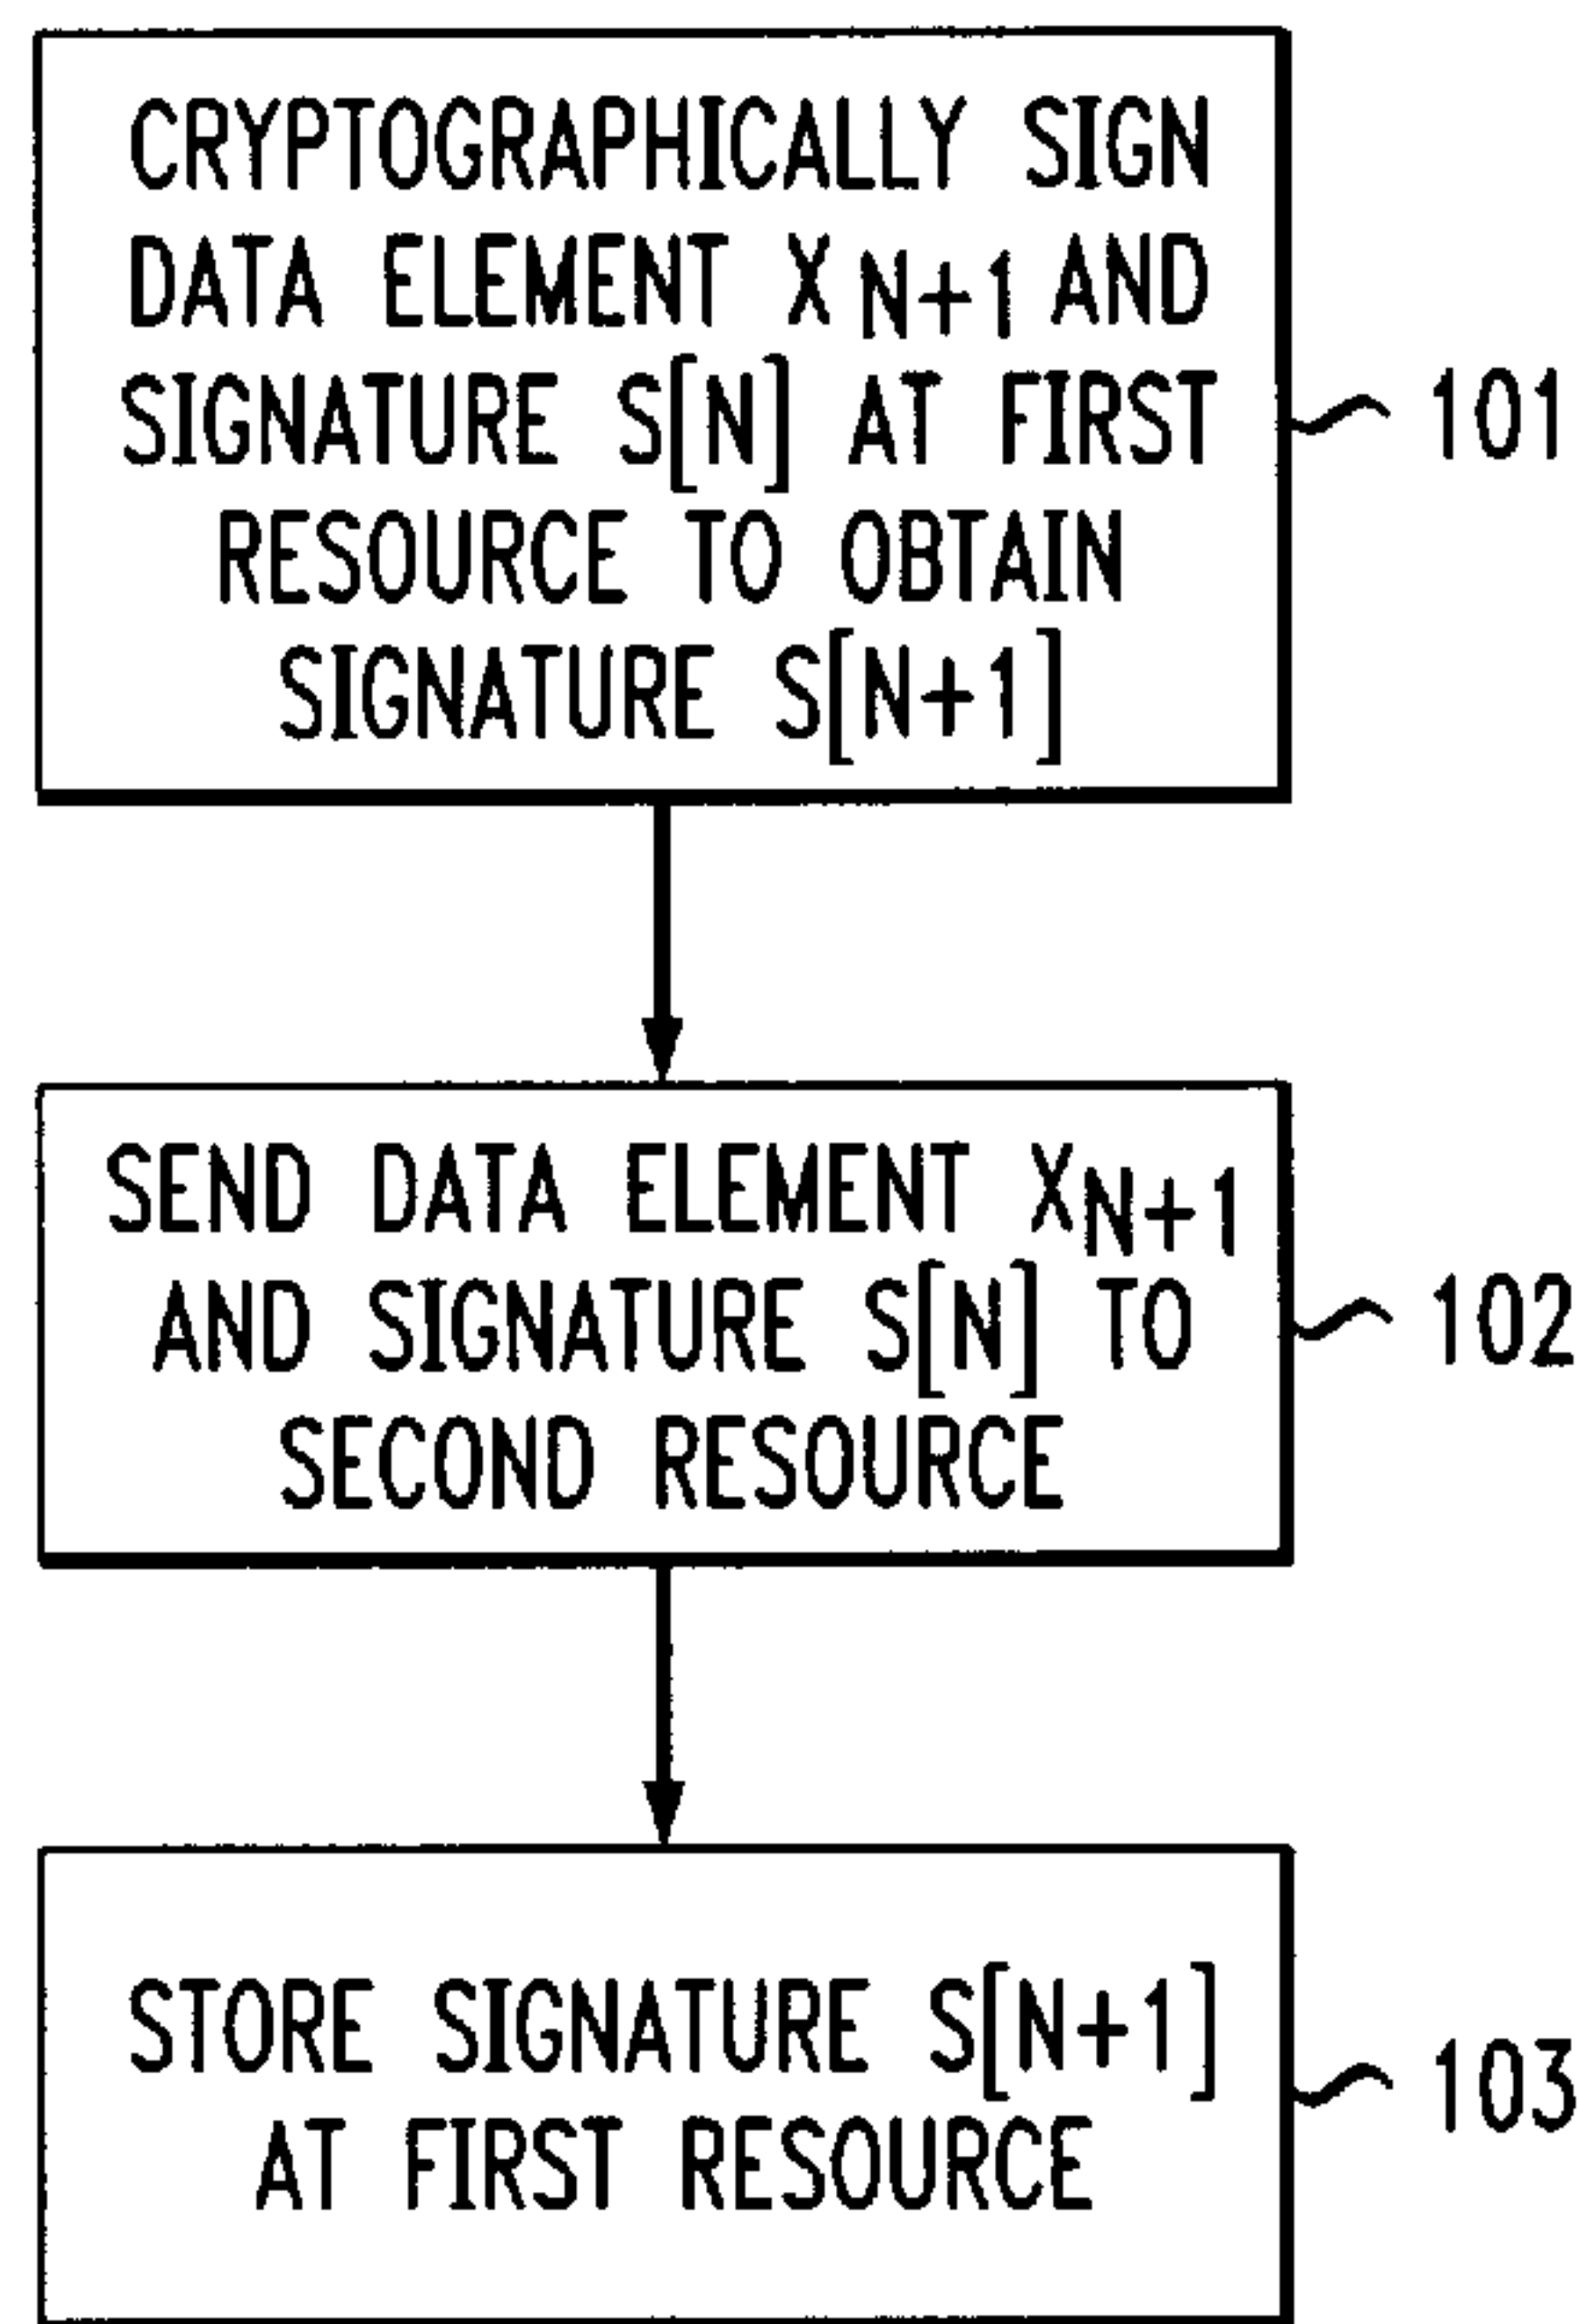 CRYPTOGRAPHICALLY SIGN
DATA ELEMENT X N+1 AND
SIGNATURE S[N] AT FIRST
RESOURCE TO OBTAIN
SIGNATURE S[N+1]
101
SEND DATA ELEMENT XN+1
AND SIGNATURE S[N] TO
SECOND RESOURCE
102
STORE SIGNATURE S[N+1]
AT FIRST RESOURCE
103